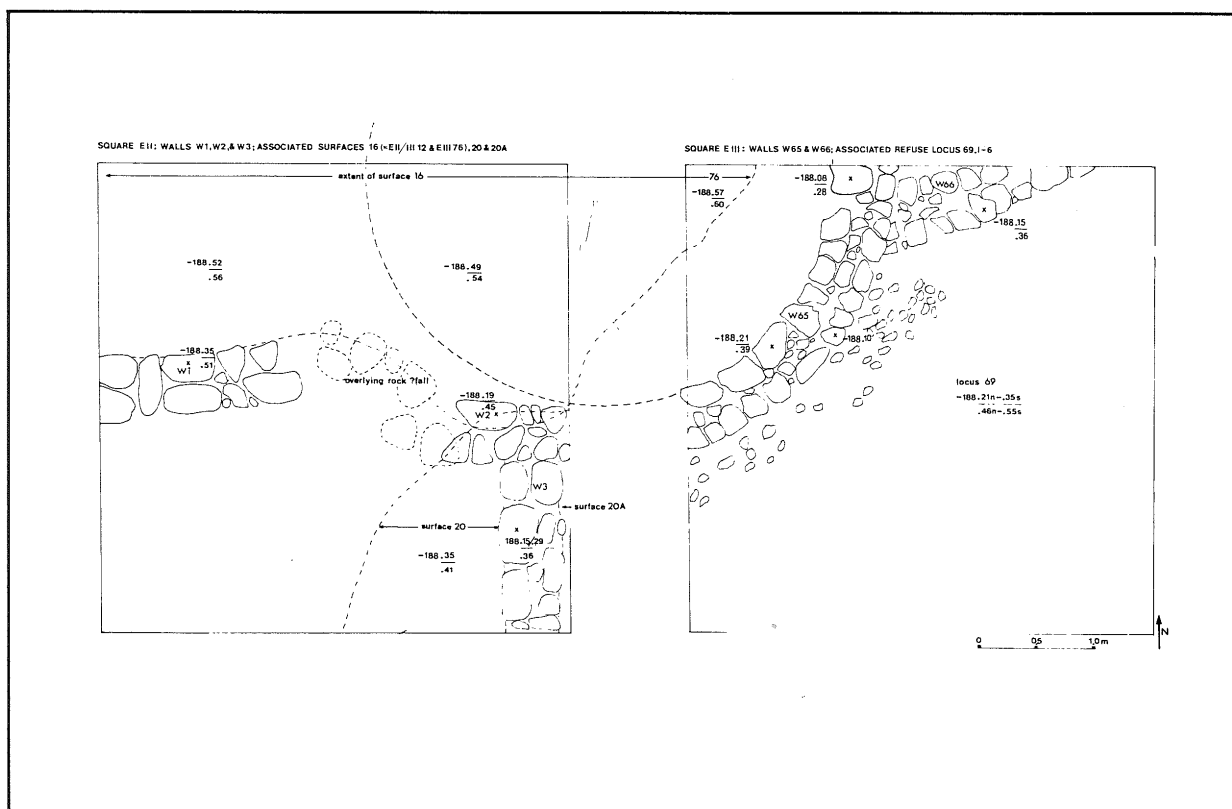 SQUARE EII; WALLS W1, W2, & W3; ASSOCIATED SURFACES 16 (=EII/III 12 & EIII 76), 20 & 20A
extent of surface 16
-188.52
.56
-188.49
.54
-188.35
.51
W1
overlying rock ?fall
-188.19
.45
W2
W3
surface 20A
surface 20
188.15/.29
.36
-188.35
.41
SQUARE EIII: WALLS W65 & W66; ASSOCIATED REFUSE LOCUS 69.1-6
76
-188.57
.60
-188.08
.28
W66
-188.15
.36
W65
-188.21
.39
-188.10
locus 69
-188.21n-.35s
.46n-.55s
0 0.5 1.0m
N